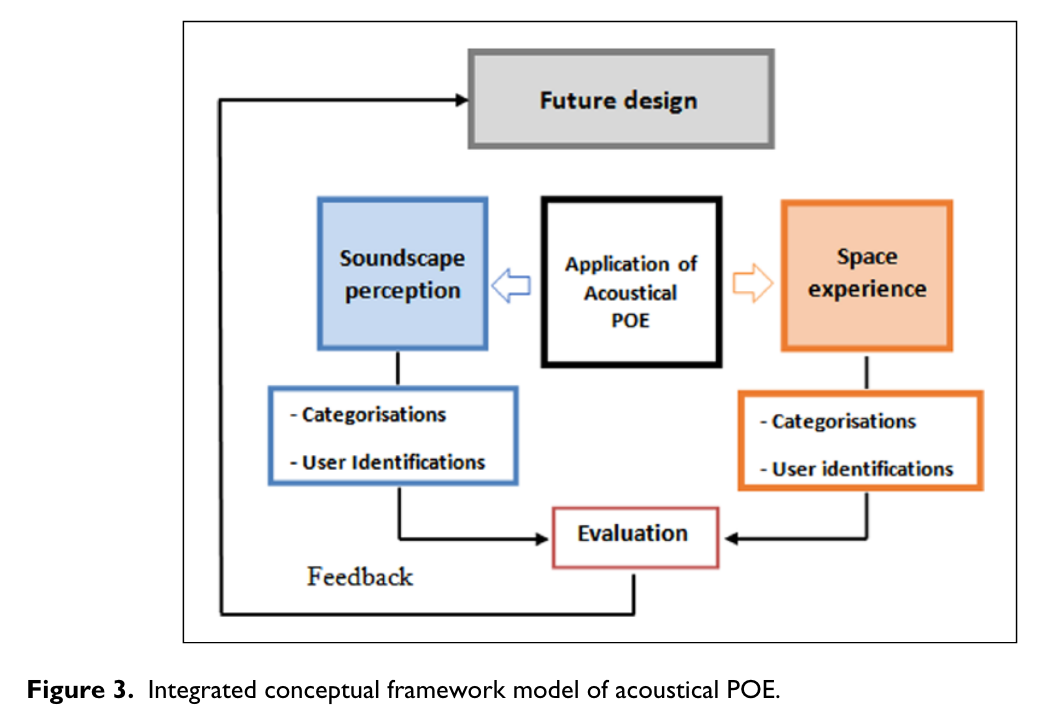 Future design
Soundscape
perception
Application of
Acoustical
POE
Space
experience
- Categorisations
- User Identifications
- Categorisations
- User identifications
Evaluation
Feedback
Figure 3. Integrated conceptual framework model of acoustical POE.